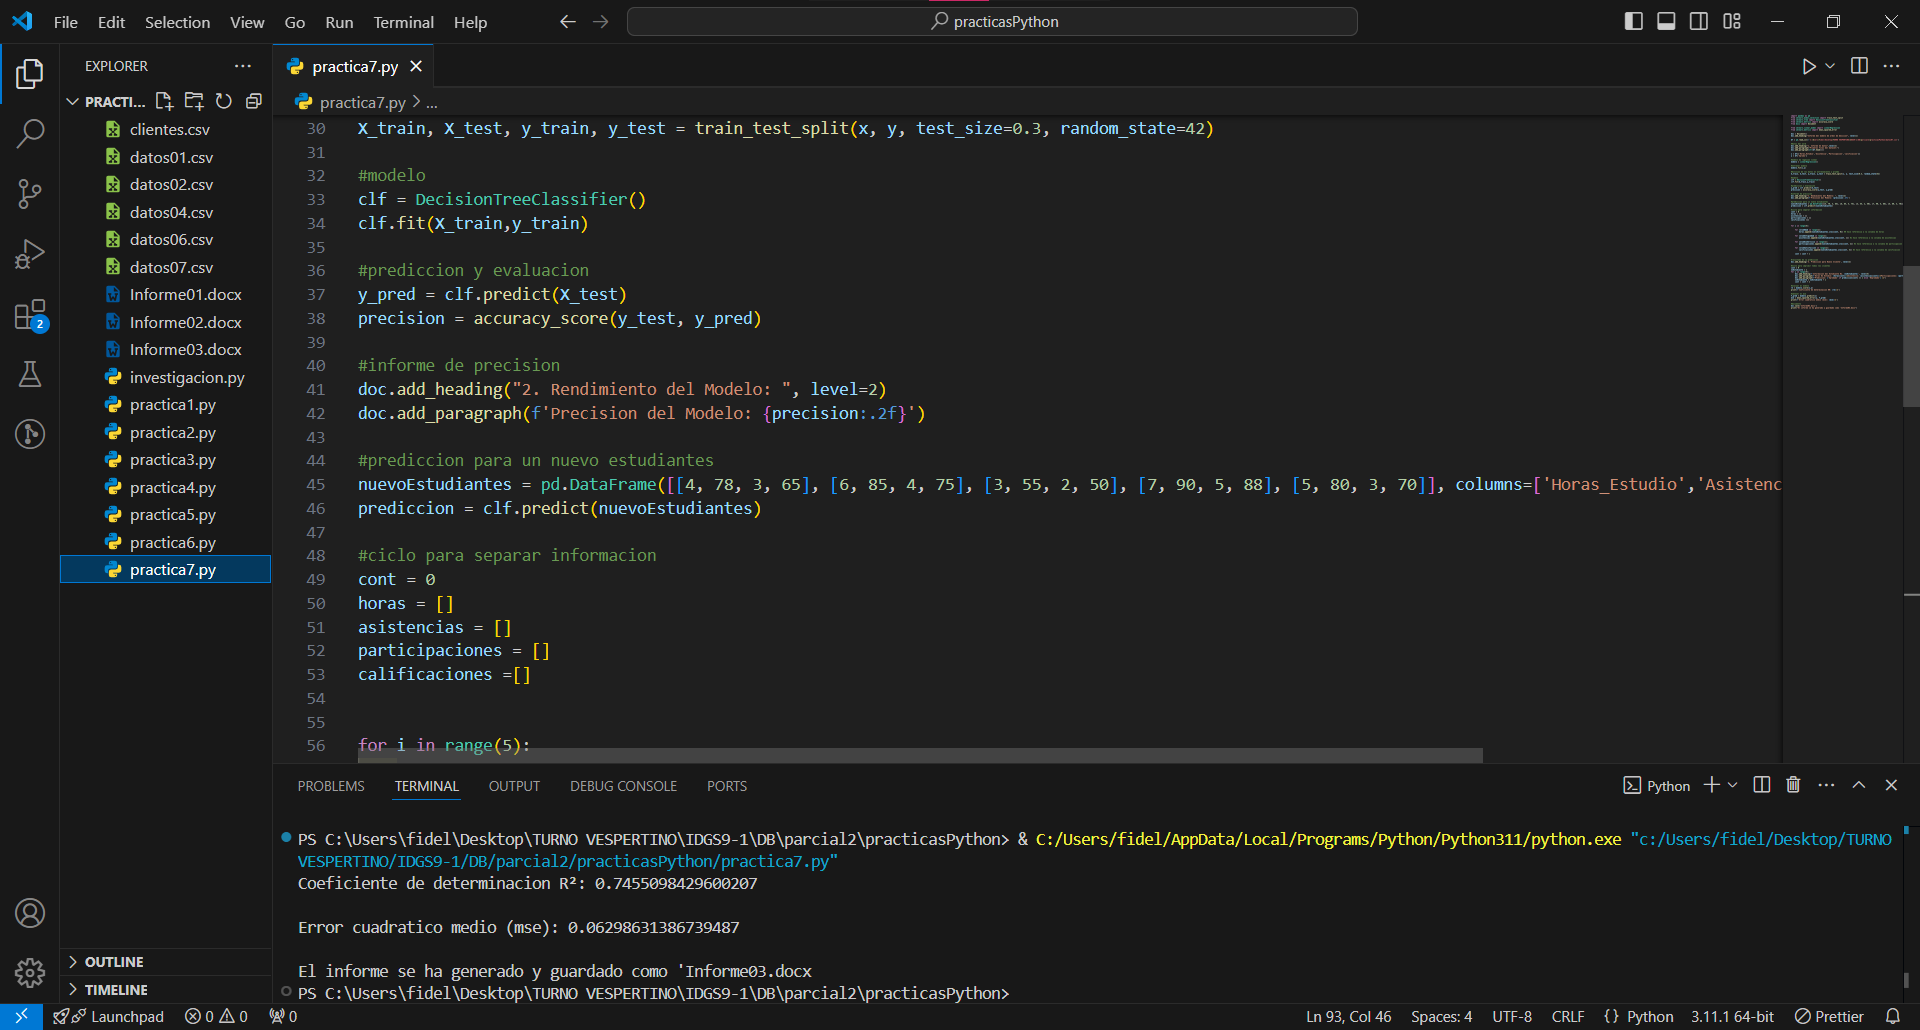 File Edit Selection View Go Run Terminal Help
practicasPython
EXPLORER
PRACTI...
clientes.csv
datos01.csv
datos02.csv
datos04.csv
datos06.csv
datos07.csv
Informe01.docx
Informe02.docx
Informe03.docx
investigacion.py
practica1.py
practica2.py
practica3.py
practica4.py
practica5.py
practica6.py
practica7.py
OUTLINE
TIMELINE
2
practica7.py
practica7.py > ...
30 X_train, X_test, y_train, y_test = train_test_split(x, y, test_size=0.3, random_state=42)
31
32 #modelo
33 clf = DecisionTreeClassifier()
34 clf.fit(X_train,y_train)
35
36 #prediccion y evaluacion
37 y_pred = clf.predict(X_test)
38 precision = accuracy_score(y_test, y_pred)
39
40 #informe de precision
41 doc.add_heading("2. Rendimiento del Modelo: ", level=2)
42 doc.add_paragraph(f'Precision del Modelo: {precision:.2f}')
43
44 #prediccion para un nuevo estudiantes
45 nuevoEstudiantes = pd.DataFrame([[4, 78, 3, 65], [6, 85, 4, 75], [3, 55, 2, 50], [7, 90, 5, 88], [5, 80, 3, 70]], columns=['Horas_Estudio','Asistenc
46 prediccion = clf.predict(nuevoEstudiantes)
47
48 #ciclo para separar informacion
49 cont = 0
50 horas = []
51 asistencias = []
52 participaciones = []
53 calificaciones =[]
54
55
56 for i in range(5):
PROBLEMS TERMINAL OUTPUT DEBUG CONSOLE PORTS
Python
PS C:\Users\fidel\Desktop\TURNO VESPERTINO\IDGS9-1\DB\parcial2\practicasPython> & C:/Users/fidel/AppData/Local/Programs/Python/Python311/python.exe "c:/Users/fidel/Desktop/TURNO
VESPERTINO/IDGS9-1/DB/parcial2/practicasPython/practica7.py"
Coeficiente de determinacion R²: 0.7455098429600207
Error cuadratico medio (mse): 0.06298631386739487
El informe se ha generado y guardado como 'Informe03.docx
PS C:\Users\fidel\Desktop\TURNO VESPERTINO\IDGS9-1\DB\parcial2\practicasPython>
Launchpad 0 0 0 Ln 93, Col 46 Spaces: 4 UTF-8 CRLF {} Python 3.11.1 64-bit Prettier